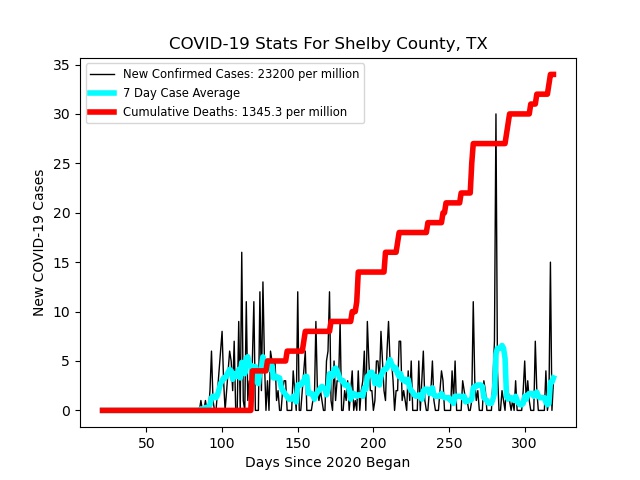 COVID-19 Stats For Shelby County, TX
New Confirmed Cases: 23200 per million
7 Day Case Average
Cumulative Deaths: 1345.3 per million
New COVID-19 Cases
35
30
25
20
15
10
5
0
50 100 150 200 250 300
Days Since 2020 Began